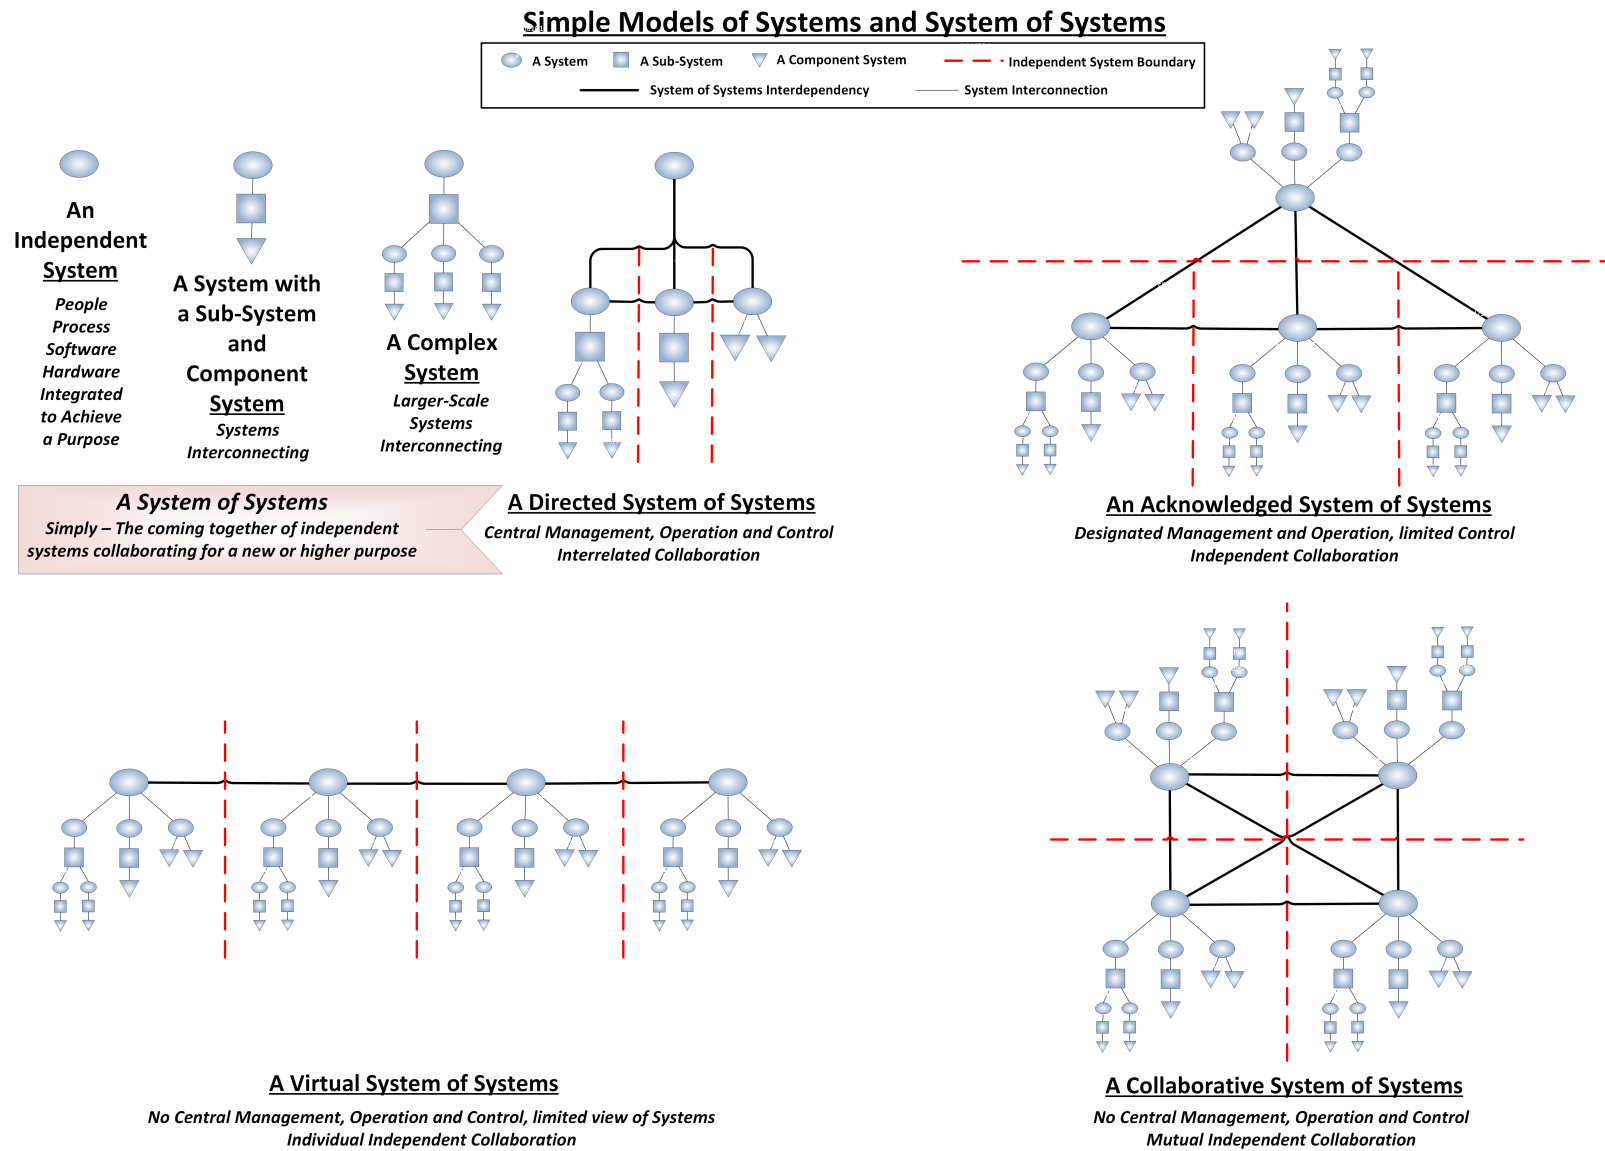 Simple Models of Systems and System of Systems
A System
A Sub-System
A Component System
Independent System Boundary
System of Systems Interdependency
System Interconnection
An
Independent
System
People
Process
Software
Hardware
Integrated
to Achieve
a Purpose
A System with
a Sub-System
and
Component
System
Systems
Interconnecting
A Complex
System
Larger-Scale
Systems
Interconnecting
A System of Systems
Simply – The coming together of independent
systems collaborating for a new or higher purpose
A Directed System of Systems
Central Management, Operation and Control
Interrelated Collaboration
An Acknowledged System of Systems
Designated Management and Operation, limited Control
Independent Collaboration
A Virtual System of Systems
No Central Management, Operation and Control, limited view of Systems
Individual Independent Collaboration
A Collaborative System of Systems
No Central Management, Operation and Control
Mutual Independent Collaboration